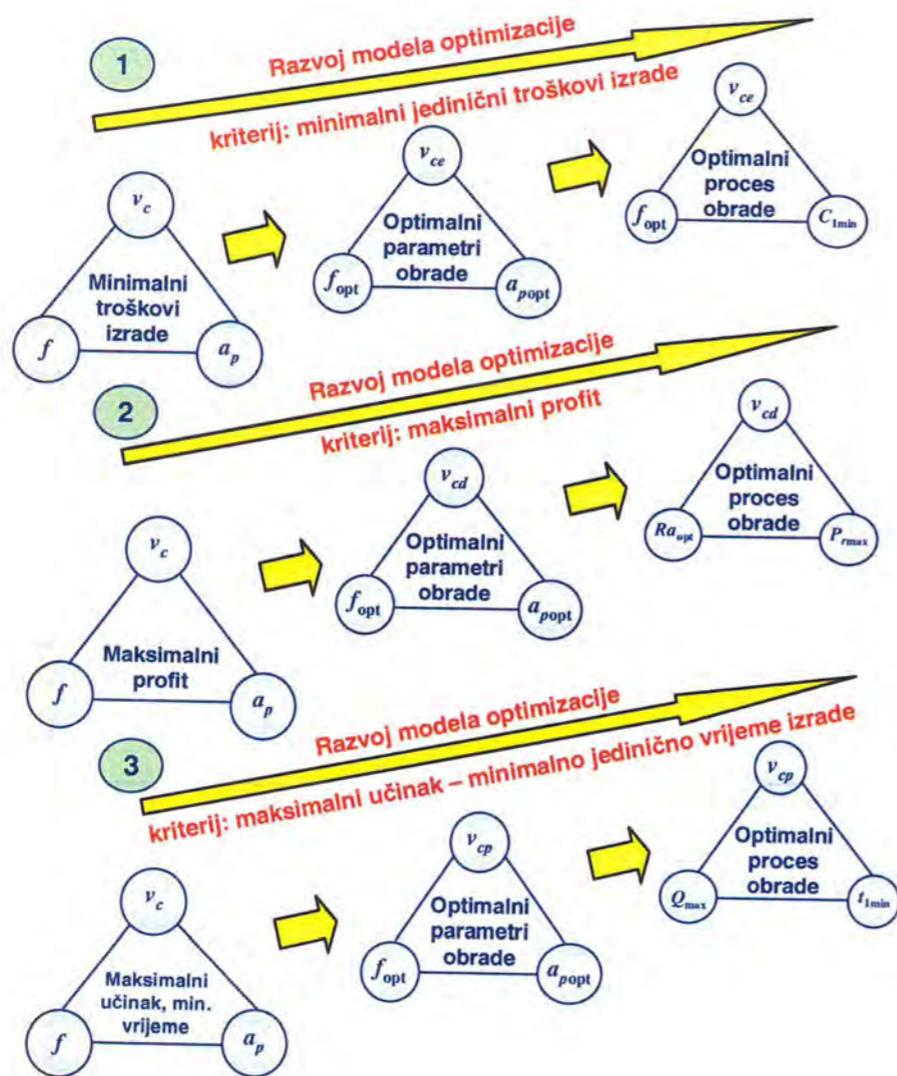 1
Razvoj modela optimizacije
kriterij: minimalni jedinični troškovi izrade
v_c
Minimalni
troškovi
izrade
f
a_p
v_ce
Optimalni
parametri
obrade
f_opt
a_popt
v_ce
Optimalni
proces
obrade
f_opt
C_1min
2
Razvoj modela optimizacije
kriterij: maksimalni profit
v_c
Maksimalni
profit
f
a_p
v_cd
Optimalni
parametri
obrade
f_opt
a_popt
v_cd
Optimalni
proces
obrade
Ra_opt
P_rmax
3
Razvoj modela optimizacije
kriterij: maksimalni učinak – minimalno jedinično vrijeme izrade
v_c
Maksimalni
učinak, min.
vrijeme
f
a_p
v_cp
Optimalni
parametri
obrade
f_opt
a_popt
v_cp
Optimalni
proces
obrade
Q_max
t_1min